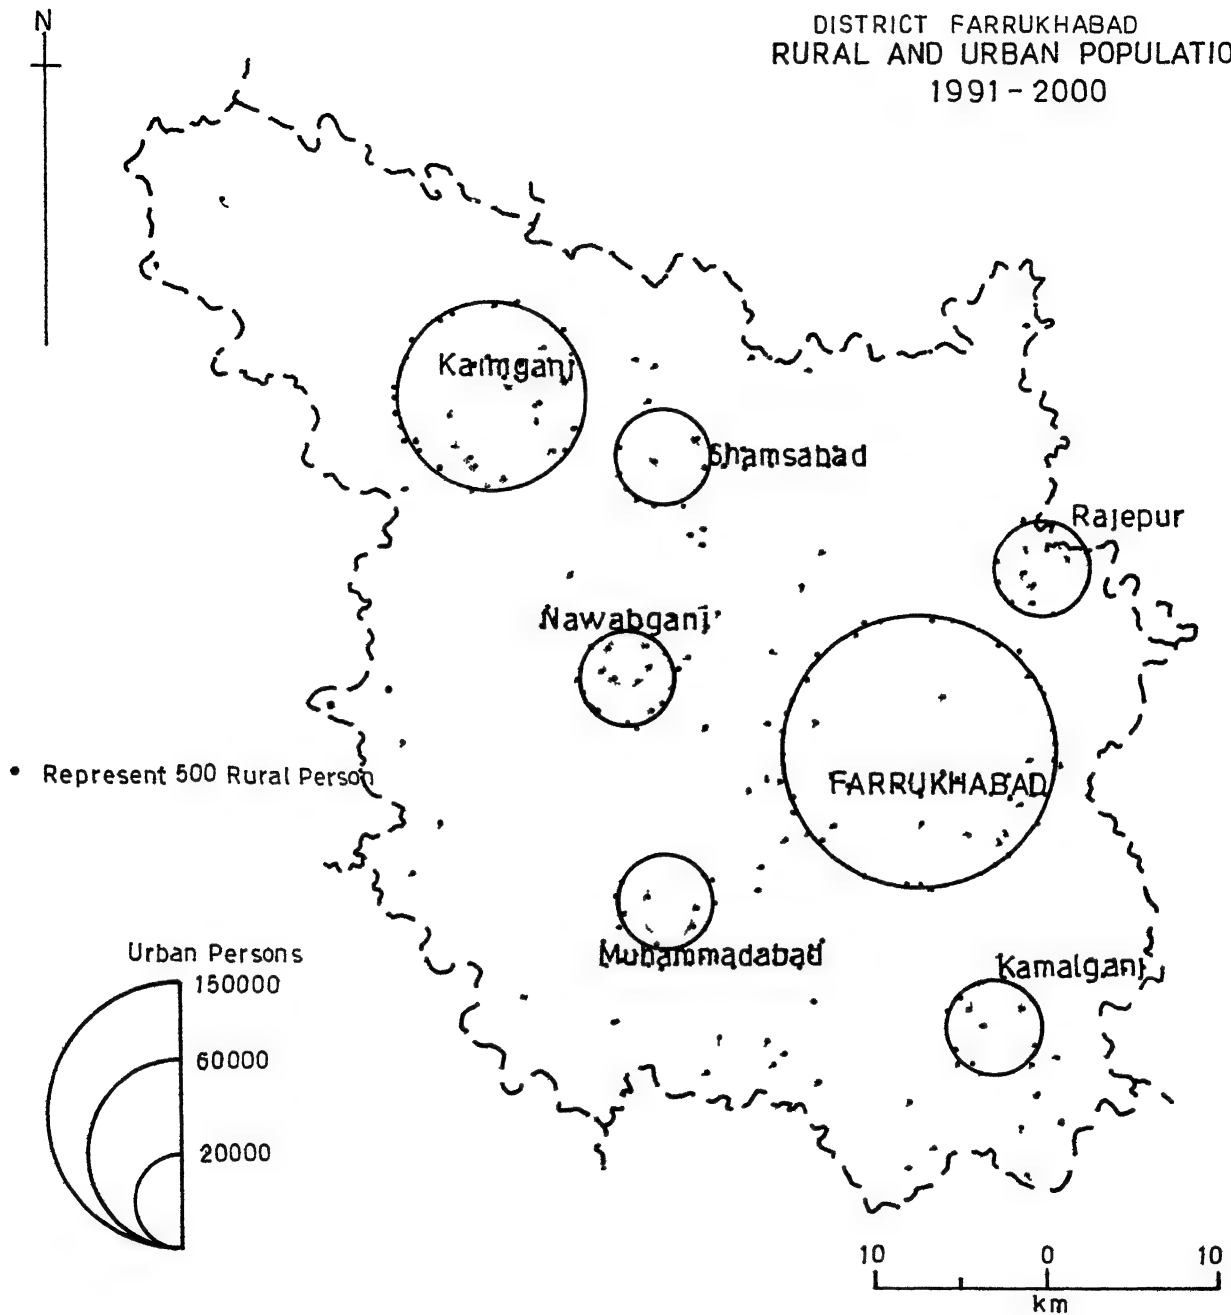 N
DISTRICT FARRUKHABAD
RURAL AND URBAN POPULATIO
1991-2000
Kaimganj
Shamsabad
Rajepur
Nawabganj
• Represent 500 Rural Person
FARRUKHABAD
Muhammadabad
Kamalganj
Urban Persons
150000
60000
20000
10 0 10
km